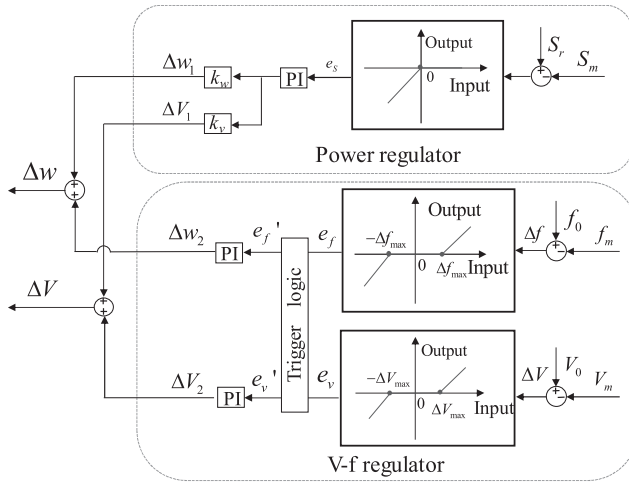 Output
0
Input
e_S
PI
Δw₁
k_w
ΔV₁
k_v
S_r
S_m
+
−
Power regulator
Δw
+
+
ΔV
+
+
Output
−Δf_max
0
Δf_max
Input
Δf
f_0
f_m
+
−
e_f
e_f '
Δw₂
PI
Trigger logic
Output
−ΔV_max
0
ΔV_max
Input
ΔV
V_0
V_m
+
−
e_v
e_v '
ΔV₂
PI
V-f regulator